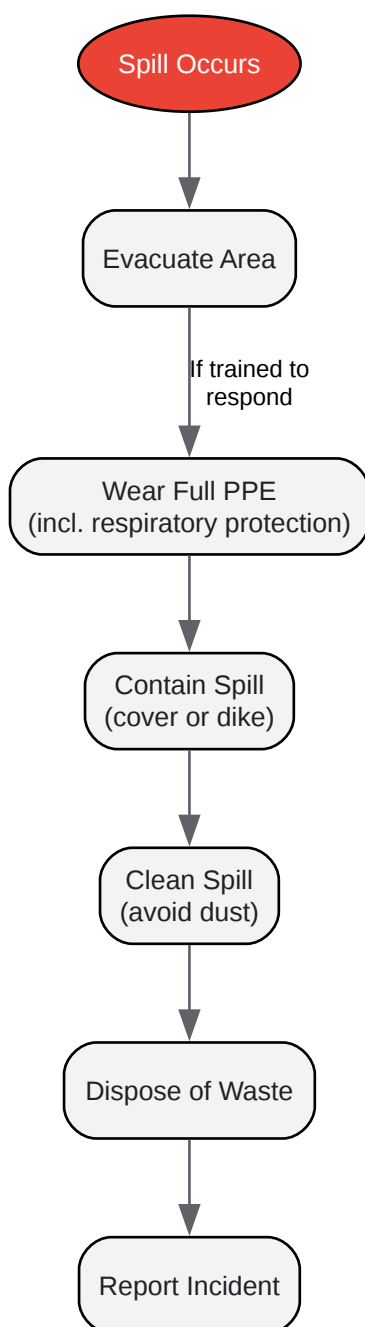 Spill Occurs
Evacuate Area
If trained to
respond
Wear Full PPE
(incl. respiratory protection)
Contain Spill
(cover or dike)
Clean Spill
(avoid dust)
Dispose of Waste
Report Incident